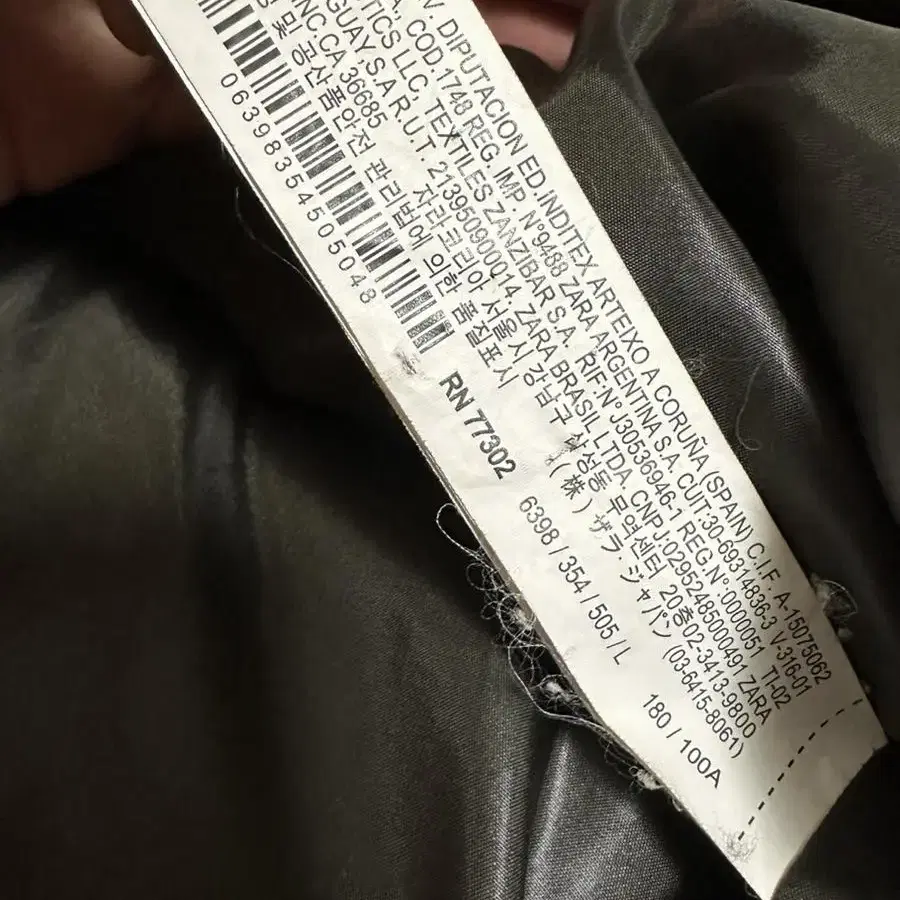 V. DIPUTACION ED.INDITEX ARTEIXO A CORUÑA (SPAIN) C.I.F. A-15075062
COD 1748 REG. IMP N°9488 ZARA ARGENTINA S.A. CUIT:30-69314836-3 V-316-01
TICS LLC, TEXTILES ZANZIBAR S.A. RIF:N° J30536946-1 REG.N°:0000051 TI-02
GUAY, S.A R.U.T. 213950900014. ZARA BRASIL LTDA. CNPJ:02952485000491 ZARA
INC.CA 36685 자라코리아 서울시 강남구 삼성동 무역센터 20층02-3413-9800
및 공산품안전 관리법에 의한 품질표시 (株) ザラ ジャパン (03-6415-8061)
06398354505048
RN 77302 6398 / 354 / 505 / L 180 / 100A